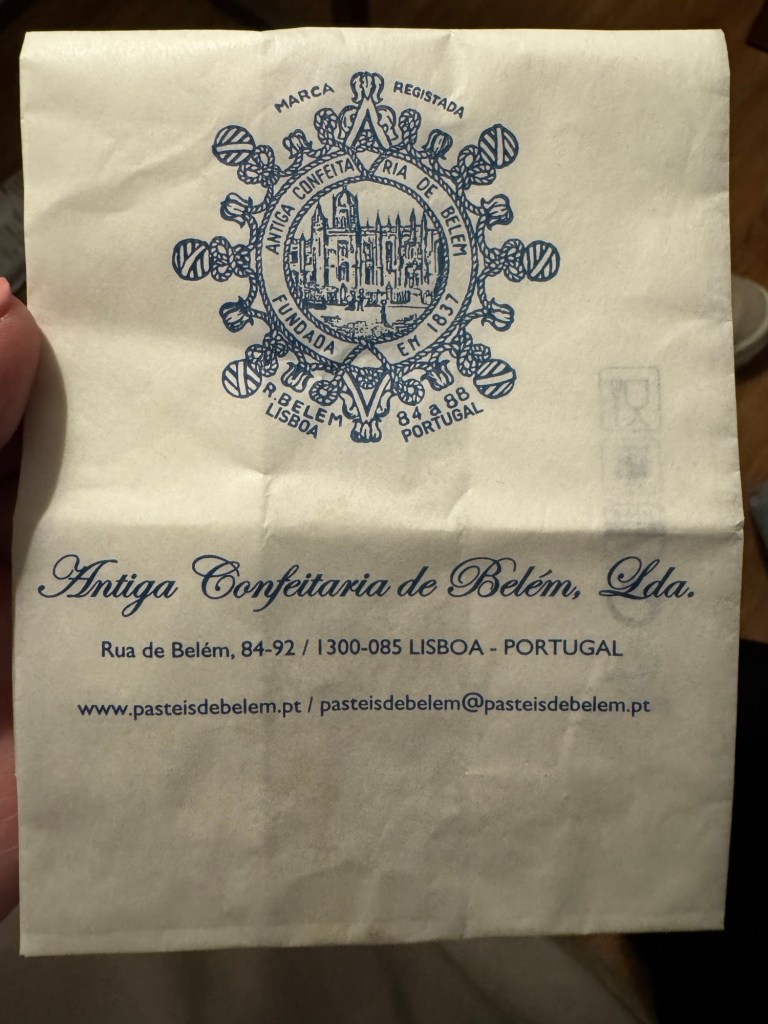 MARCA REGISTADA
ANTIGA CONFEITARIA DE BELEM
FUNDADA EM 1837
R. BELEM 84 a 88
LISBOA PORTUGAL
Antiga Confeitaria de Belém, Lda.
Rua de Belém, 84-92 / 1300-085 LISBOA - PORTUGAL
www.pasteisdebelem.pt / pasteisdebelem@pasteisdebelem.pt